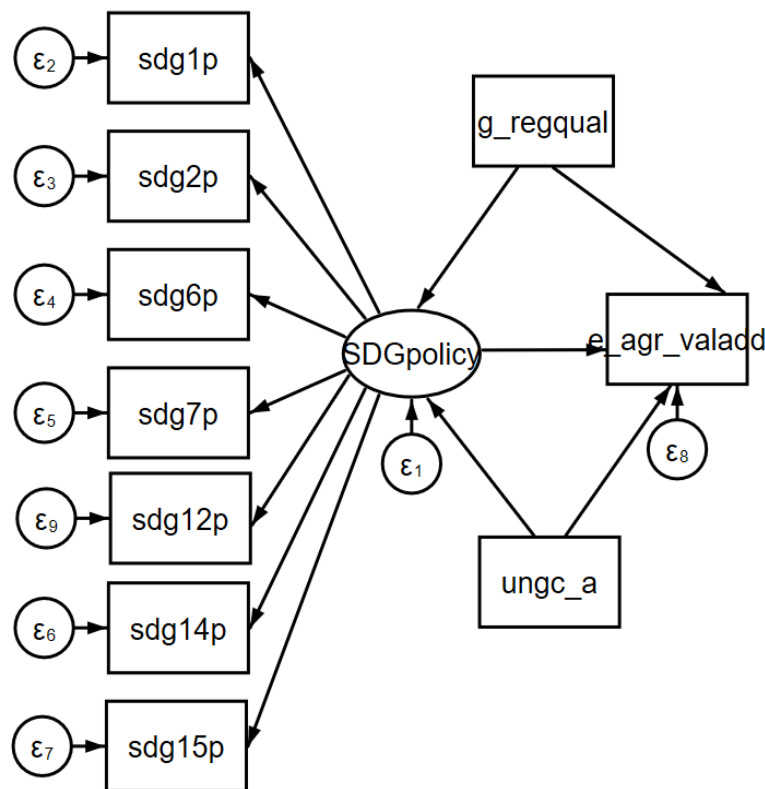 ε2
sdg1p
g_regqual
ε3
sdg2p
ε4
sdg6p
SDGpolicy
e_agr_valadd
ε5
sdg7p
ε1
ε8
ε9
sdg12p
ungc_a
ε6
sdg14p
ε7
sdg15p